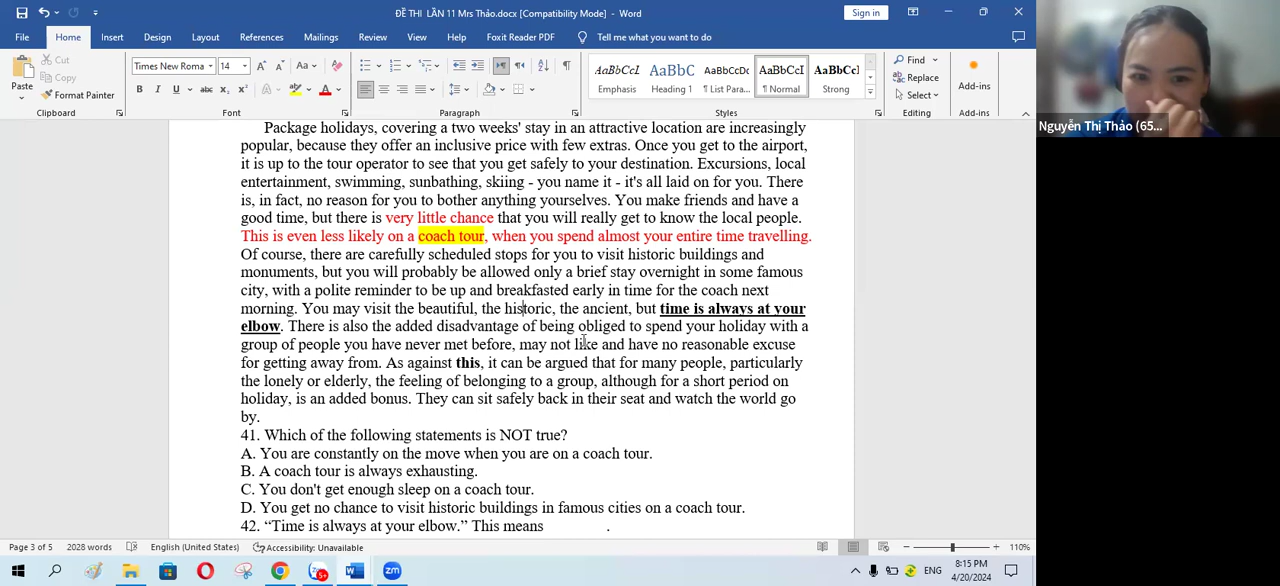 ĐỀ THI LẦN 11 Mrs Thảo.docx [Compatibility Mode] - Word
Sign in
File Home Insert Design Layout References Mailings Review View Help Foxit Reader PDF Tell me what you want to do
Paste
Cut
Copy
Format Painter
Clipboard
Times New Roma 14
Font
Paragraph
AaBbCcI AaBbC AaBbCcDc AaBbCcI AaBbCcI
Emphasis Heading 1 ¶ List Para... ¶ Normal Strong
Styles
Find
Replace
Select
Editing
Add-ins
Add-ins
Nguyễn Thị Thảo (65...
Package holidays, covering a two weeks' stay in an attractive location are increasingly
popular, because they offer an inclusive price with few extras. Once you get to the airport,
it is up to the tour operator to see that you get safely to your destination. Excursions, local
entertainment, swimming, sunbathing, skiing - you name it - it's all laid on for you. There
is, in fact, no reason for you to bother anything yourselves. You make friends and have a
good time, but there is very little chance that you will really get to know the local people.
This is even less likely on a coach tour, when you spend almost your entire time travelling.
Of course, there are carefully scheduled stops for you to visit historic buildings and
monuments, but you will probably be allowed only a brief stay overnight in some famous
city, with a polite reminder to be up and breakfasted early in time for the coach next
morning. You may visit the beautiful, the historic, the ancient, but time is always at your
elbow. There is also the added disadvantage of being obliged to spend your holiday with a
group of people you have never met before, may not like and have no reasonable excuse
for getting away from. As against this, it can be argued that for many people, particularly
the lonely or elderly, the feeling of belonging to a group, although for a short period on
holiday, is an added bonus. They can sit safely back in their seat and watch the world go
by.
41. Which of the following statements is NOT true?
A. You are constantly on the move when you are on a coach tour.
B. A coach tour is always exhausting.
C. You don't get enough sleep on a coach tour.
D. You get no chance to visit historic buildings in famous cities on a coach tour.
42. “Time is always at your elbow.” This means .
Page 3 of 5 2028 words English (United States) Accessibility: Unavailable 110%
ENG
8:15 PM
4/20/2024